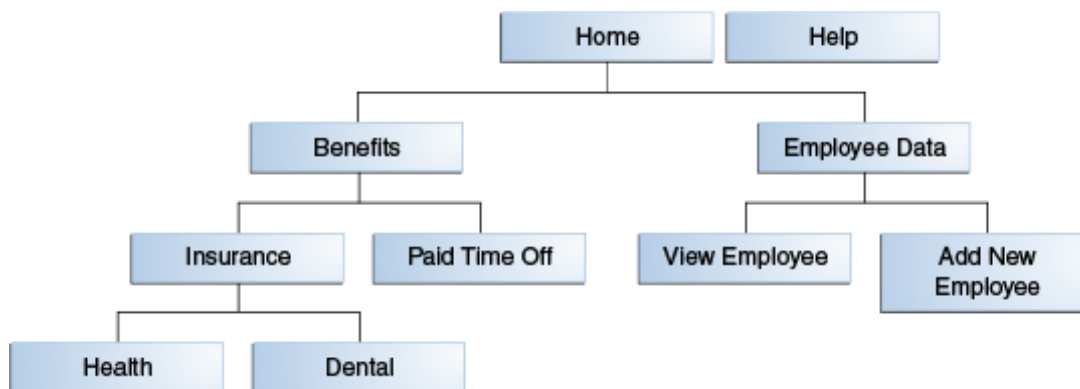 Home
Help
Benefits
Employee Data
Insurance
Paid Time Off
View Employee
Add New
Employee
Health
Dental